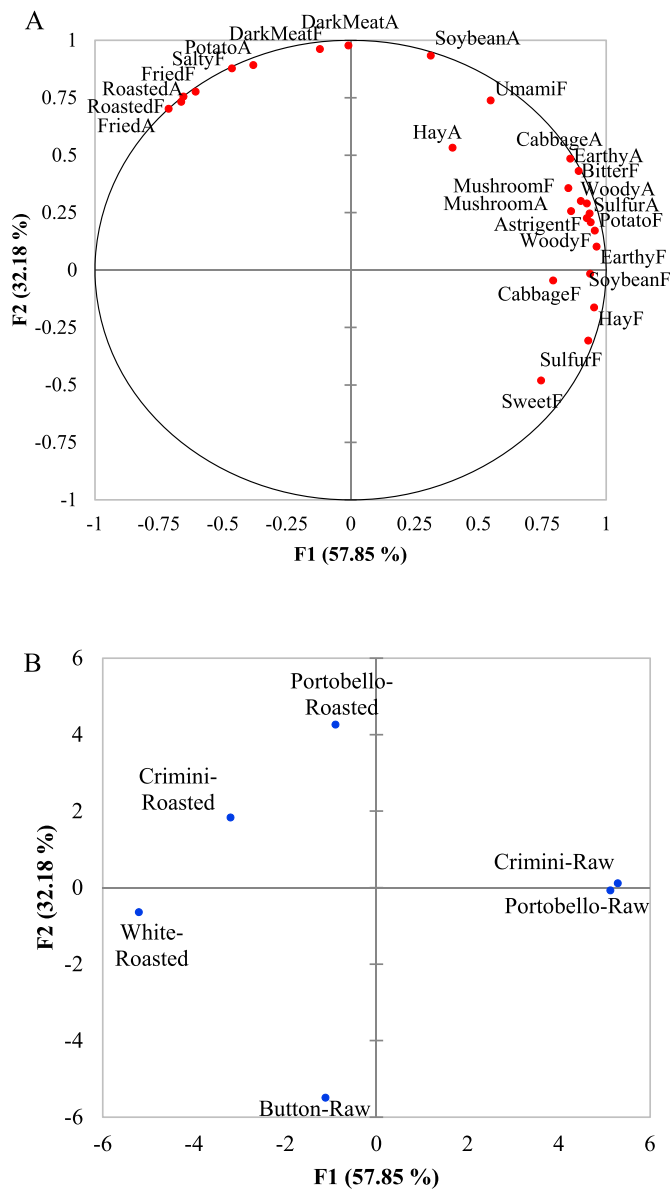 A
DarkMeatA
DarkMeatF
SoybeanA
PotatoA
SaltyF
FriedF
RoastedA
RoastedF
FriedA
UmamiF
HayA
CabbageA
EarthyA
BitterF
MushroomF
WoodyA
MushroomA
SulfurA
AstrigentF
PotatoF
WoodyF
EarthyF
SoybeanF
CabbageF
HayF
SulfurF
SweetF
1
0.75
0.5
0.25
0
-0.25
-0.5
-0.75
-1
F2 (32.18 %)
-1 -0.75 -0.5 -0.25 0 0.25 0.5 0.75 1
F1 (57.85 %)
B
Portobello-
Roasted
Crimini-
Roasted
Crimini-Raw
Portobello-Raw
White-
Roasted
Button-Raw
6
4
2
0
-2
-4
-6
F2 (32.18 %)
-6 -4 -2 0 2 4 6
F1 (57.85 %)